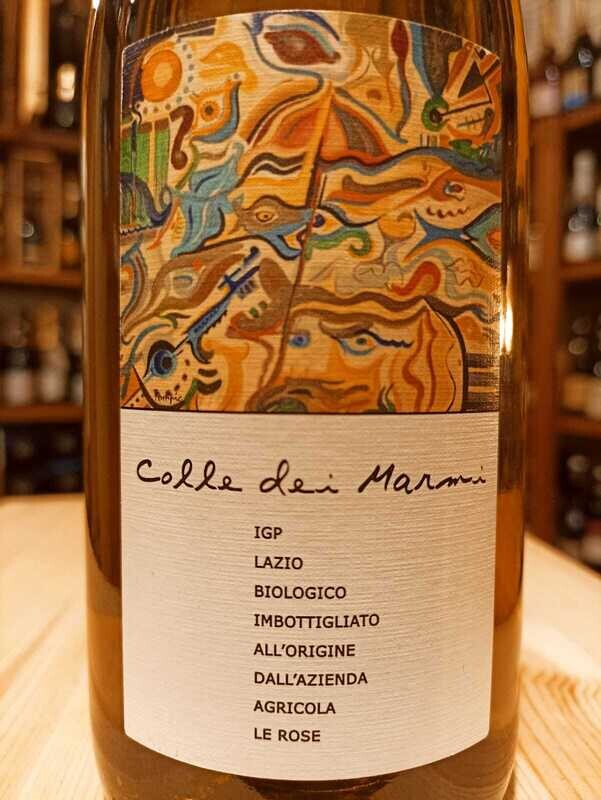 Colle dei Marmi
IGP
LAZIO
BIOLOGICO
IMBOTTIGLIATO
ALL'ORIGINE
DALL'AZIENDA
AGRICOLA
LE ROSE